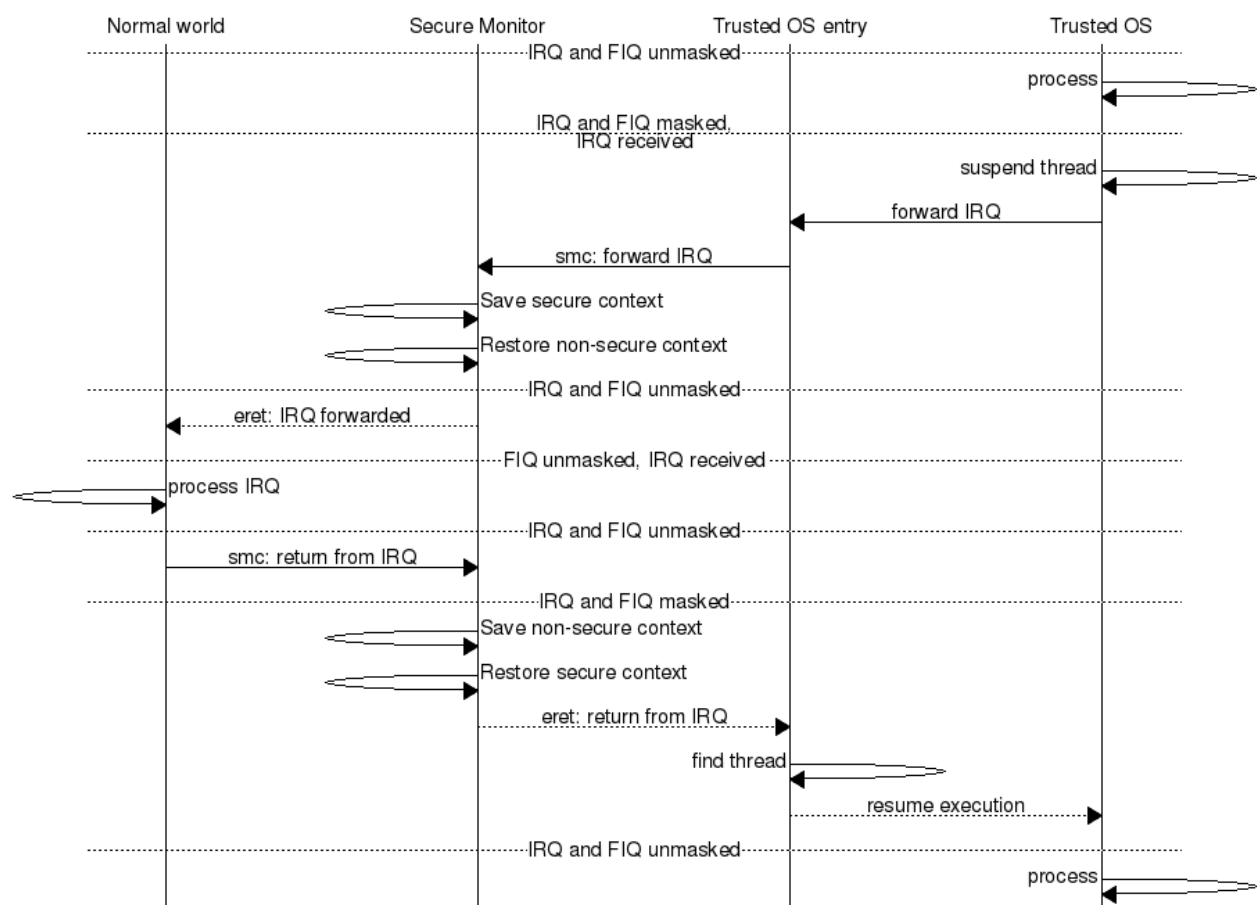 Normal world
Secure Monitor
Trusted OS entry
Trusted OS
IRQ and FIQ unmasked
process
IRQ and FIQ masked,
IRQ received
suspend thread
forward IRQ
smc: forward IRQ
Save secure context
Restore non-secure context
IRQ and FIQ unmasked
eret: IRQ forwarded
FIQ unmasked, IRQ received
process IRQ
IRQ and FIQ unmasked
smc: return from IRQ
IRQ and FIQ masked
Save non-secure context
Restore secure context
eret: return from IRQ
find thread
resume execution
IRQ and FIQ unmasked
process